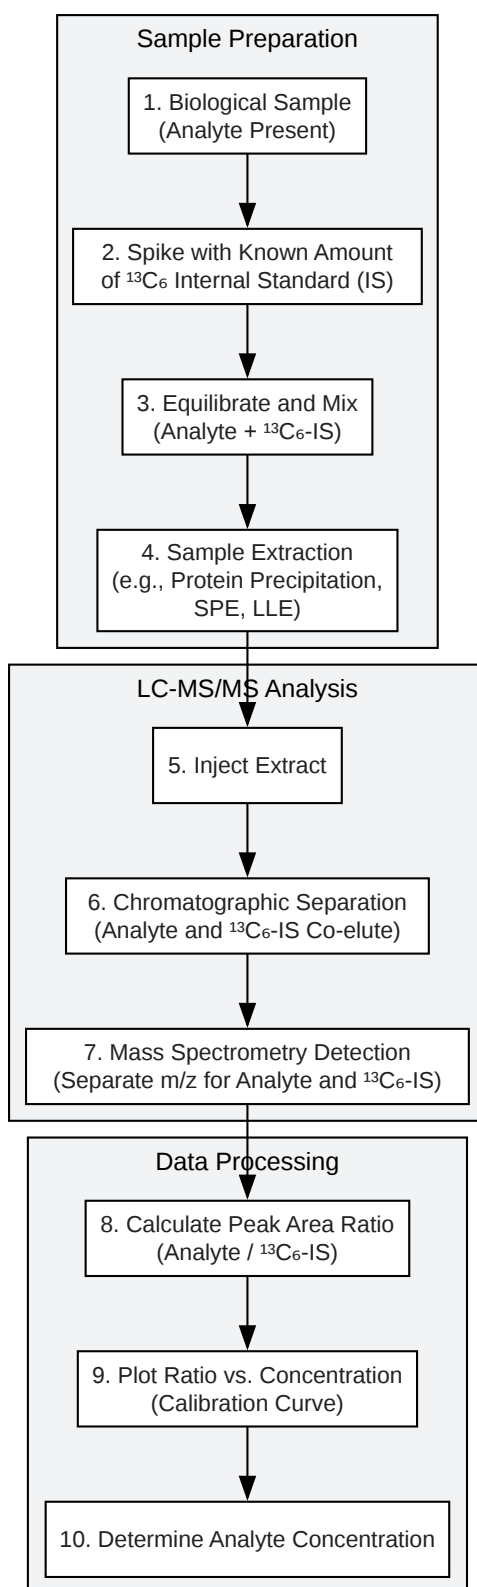 Sample Preparation
1. Biological Sample
(Analyte Present)
2. Spike with Known Amount
of ¹³C₆ Internal Standard (IS)
3. Equilibrate and Mix
(Analyte + ¹³C₆-IS)
4. Sample Extraction
(e.g., Protein Precipitation,
SPE, LLE)
LC-MS/MS Analysis
5. Inject Extract
6. Chromatographic Separation
(Analyte and ¹³C₆-IS Co-elute)
7. Mass Spectrometry Detection
(Separate m/z for Analyte and ¹³C₆-IS)
Data Processing
8. Calculate Peak Area Ratio
(Analyte / ¹³C₆-IS)
9. Plot Ratio vs. Concentration
(Calibration Curve)
10. Determine Analyte Concentration